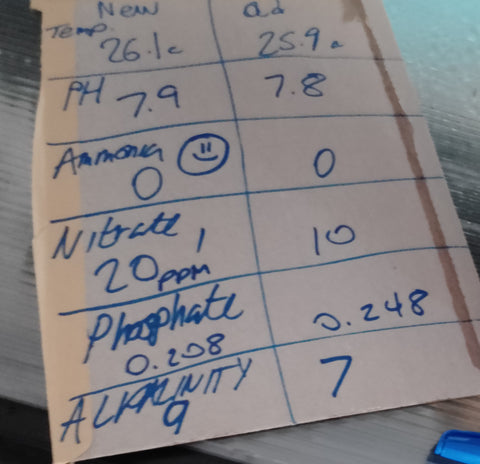 New old
Temp.
26.1c 25.9c
PH 7.9 7.8
Ammonia
0 0
Nitrate 10
20ppm
Phosphate 0.248
0.208
ALKALINITY 7
9